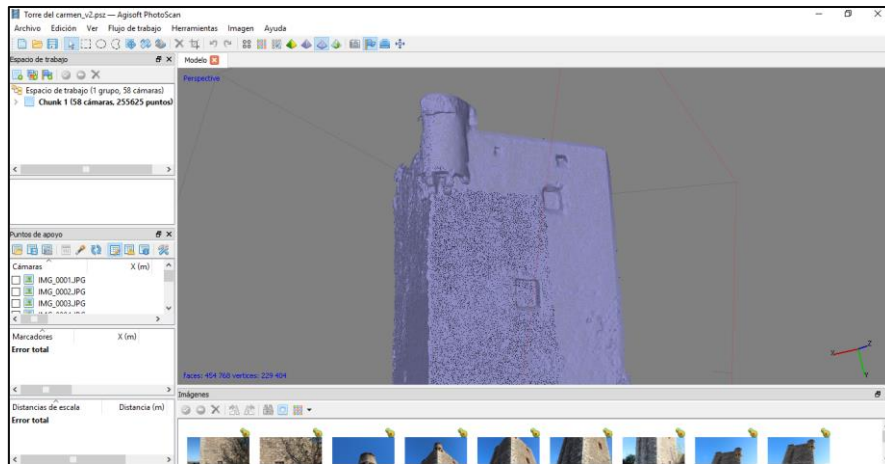 Torre del carmen_v2.psz — Agisoft PhotoScan
Archivo Edición Ver Flujo de trabajo Herramientas Imagen Ayuda
Espacio de trabajo
Modelo
Perspective
Espacio de trabajo (1 grupo, 58 cámaras)
Chunk 1 (58 cámaras, 255625 puntos)
Puntos de apoyo
Cámaras X (m)
IMG_0001.JPG
IMG_0002.JPG
IMG_0003.JPG
Marcadores X (m)
Error total
X
Z
Y
Faces: 454 768 vertices: 229 404
Imágenes
Distancias de escala Distancia (m)
Error total